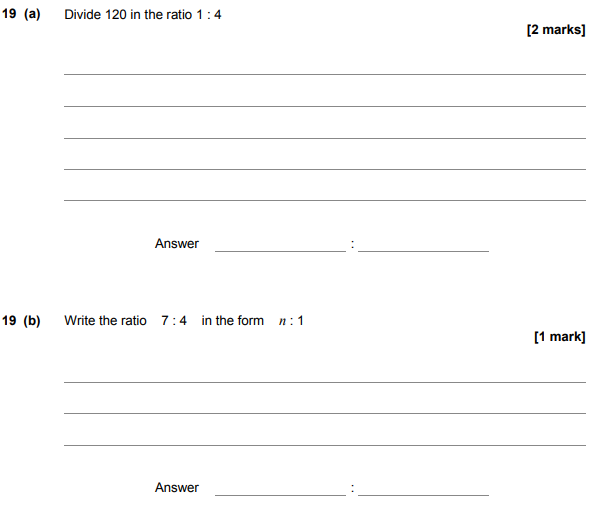 19 (a) Divide 120 in the ratio 1 : 4
[2 marks]
Answer :
19 (b) Write the ratio 7 : 4 in the form n : 1
[1 mark]
Answer :